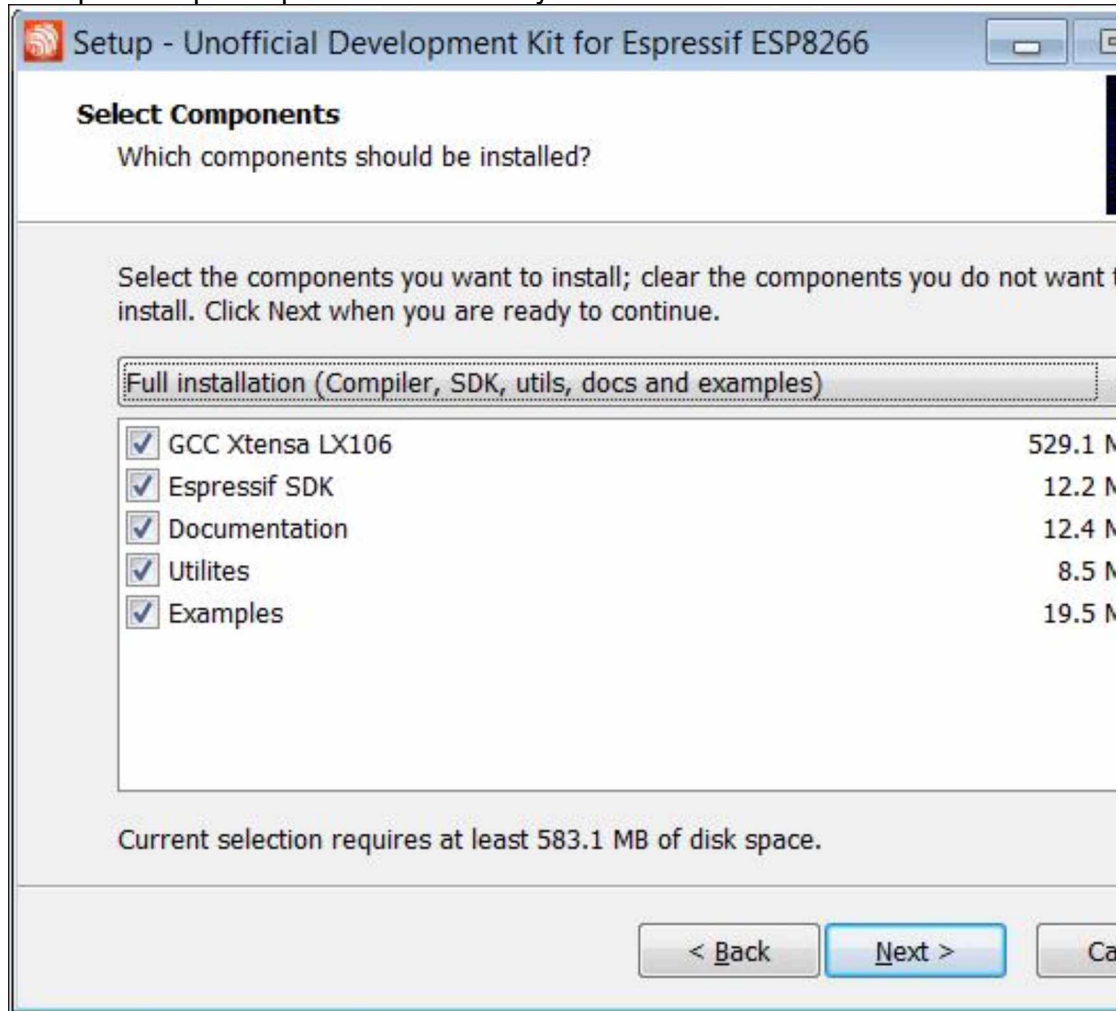 Setup - Unofficial Development Kit for Espressif ESP8266
Select Components
Which components should be installed?
Select the components you want to install; clear the components you do not want
install. Click Next when you are ready to continue.
Full installation (Compiler, SDK, utils, docs and examples)
GCC Xtensa LX106 529.1
Espressif SDK 12.2
Documentation 12.4
Utilites 8.5
Examples 19.5
Current selection requires at least 583.1 MB of disk space.
< Back Next >